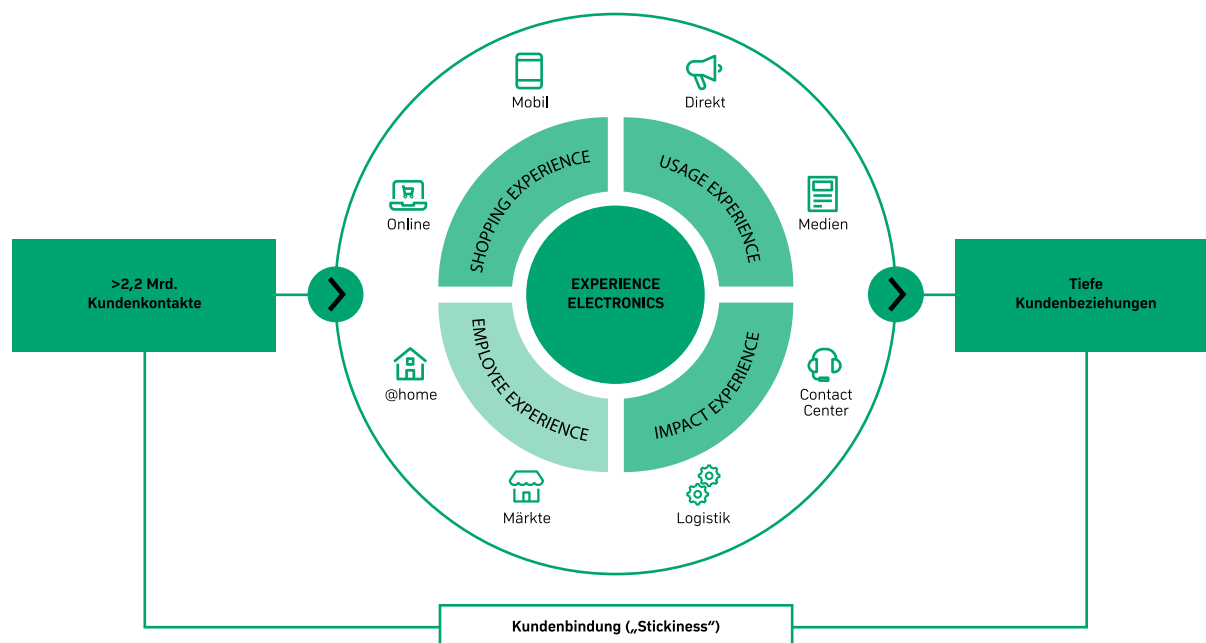 Mobil
Direkt
SHOPPING EXPERIENCE
USAGE EXPERIENCE
Online
Medien
>2,2 Mrd.
Kundenkontakte
EXPERIENCE
ELECTRONICS
Tiefe
Kundenbeziehungen
@home
Contact
Center
EMPLOYEE EXPERIENCE
IMPACT EXPERIENCE
Märkte
Logistik
Kundenbindung („Stickiness“)